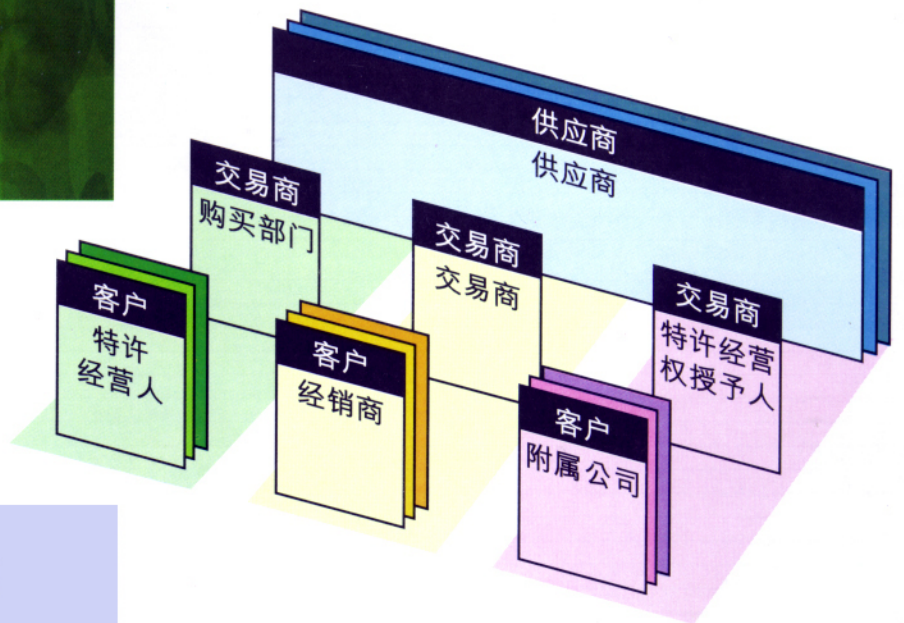 供应商
供应商
交易商
购买部门
交易商
交易商
交易商
特许经营
权授予人
客户
特许
经营人
客户
经销商
客户
附属公司